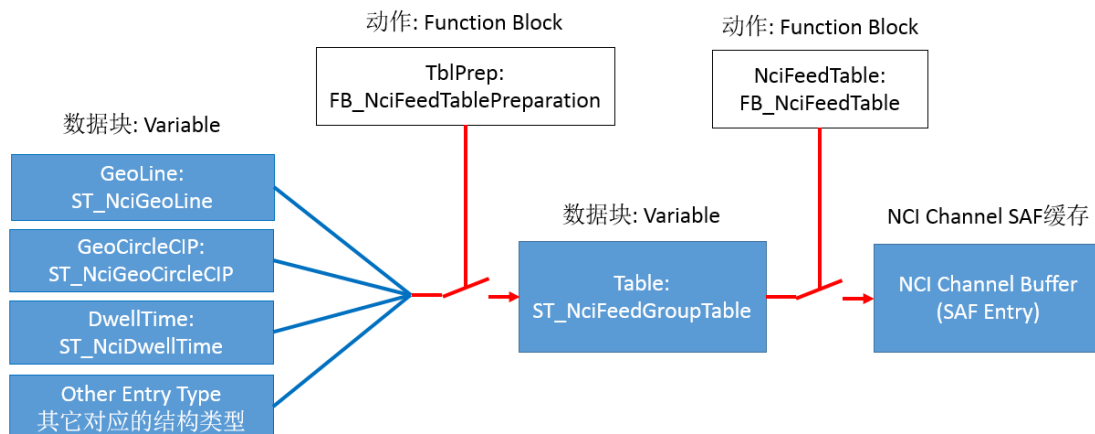 动作: Function Block
动作: Function Block
TblPrep:
FB_NciFeedTablePreparation
NciFeedTable:
FB_NciFeedTable
数据块: Variable
GeoLine:
ST_NciGeoLine
GeoCircleCIP:
ST_NciGeoCircleCIP
DwellTime:
ST_NciDwellTime
Other Entry Type
其它对应的结构类型
数据块: Variable
Table:
ST_NciFeedGroupTable
NCI Channel SAF缓存
NCI Channel Buffer
(SAF Entry)